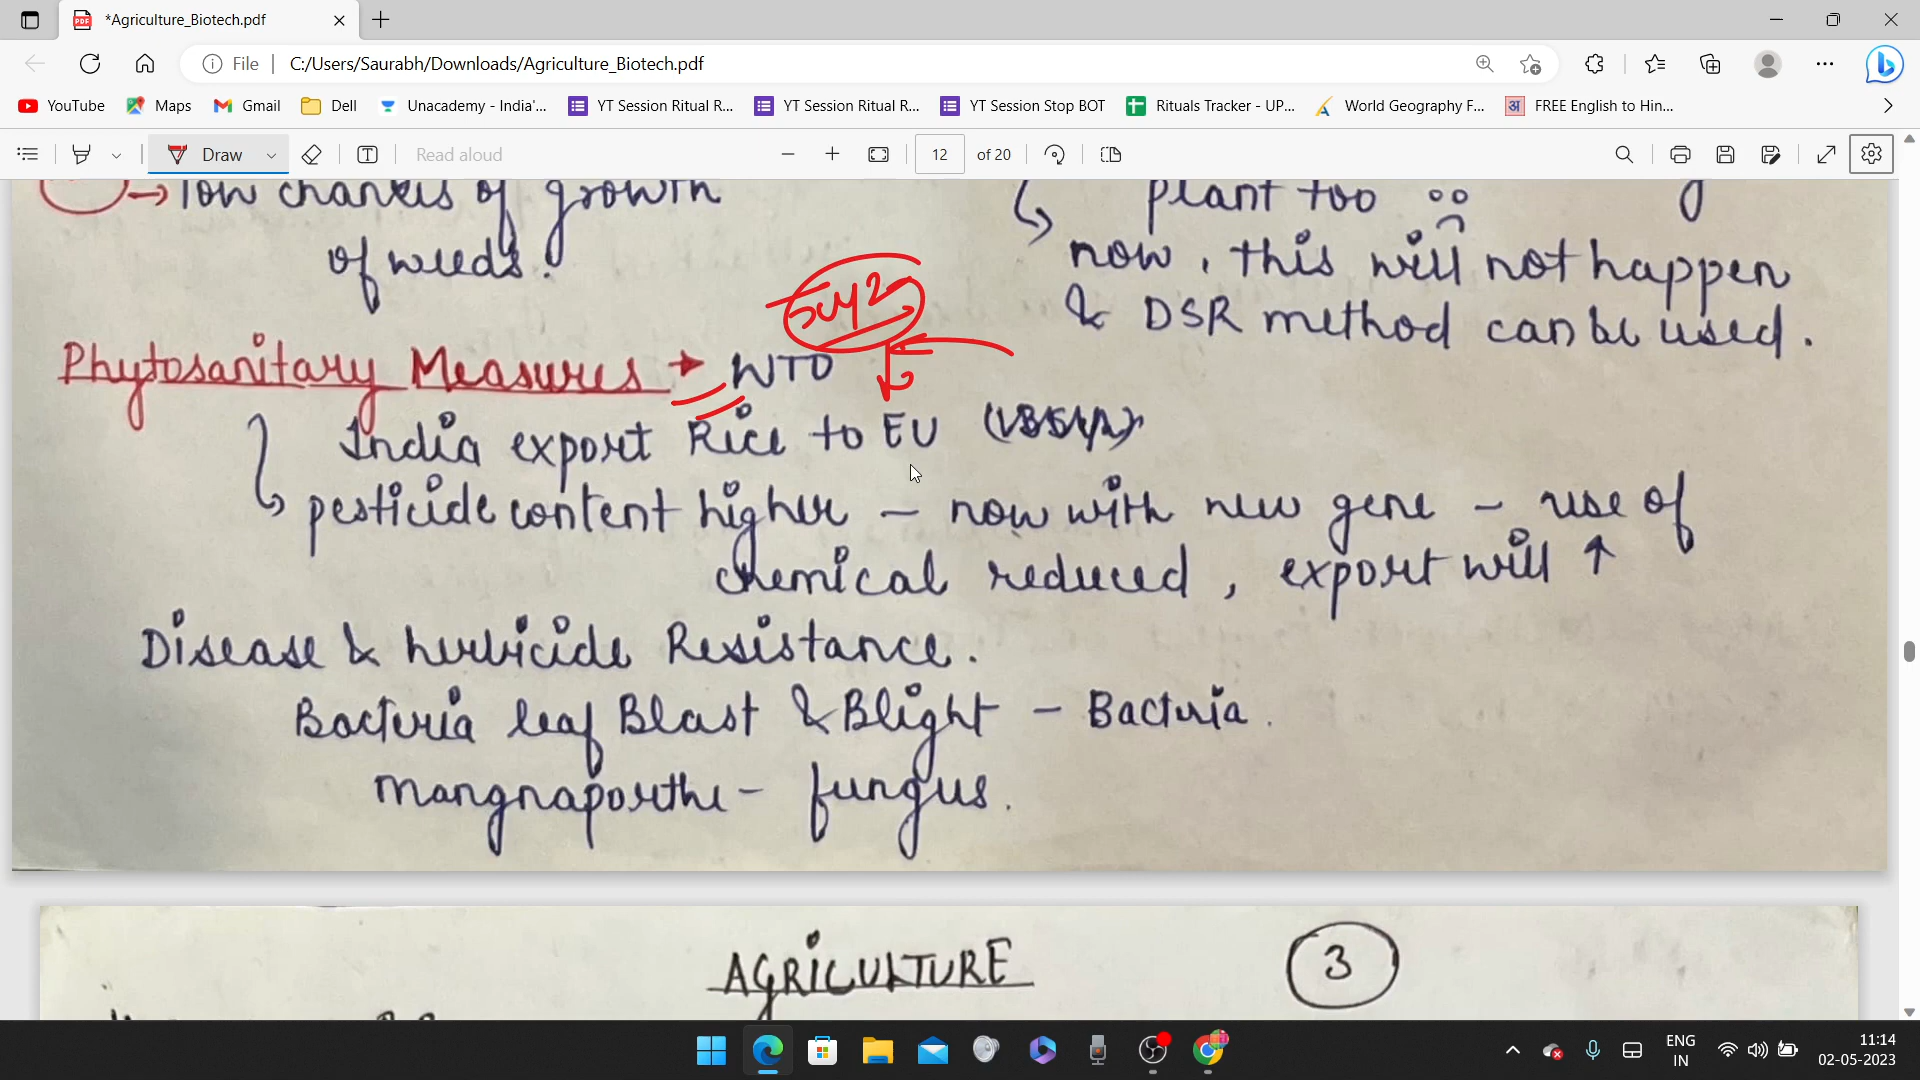 *Agriculture_Biotech.pdf
File C:/Users/Saurabh/Downloads/Agriculture_Biotech.pdf
YouTube Maps Gmail Dell Unacademy - India'... YT Session Ritual R... YT Session Ritual R... YT Session Stop BOT Rituals Tracker - UP... World Geography F... FREE English to Hin...
Draw Read aloud 12 of 20
→ low chances of growth
of weeds.
plant too
now, this will not happen
& DSR method can be used.
Phytosanitary Measures → WTO
India export Rice to EU
pesticide content higher – now with new gene – use of
chemical reduced, export will ↑
Disease & herbicide Resistance.
Bacteria leaf Blast & Blight – Bacteria.
Mangnaporthe – fungus.
AGRICULTURE 3
ENG
IN
11:14
02-05-2023